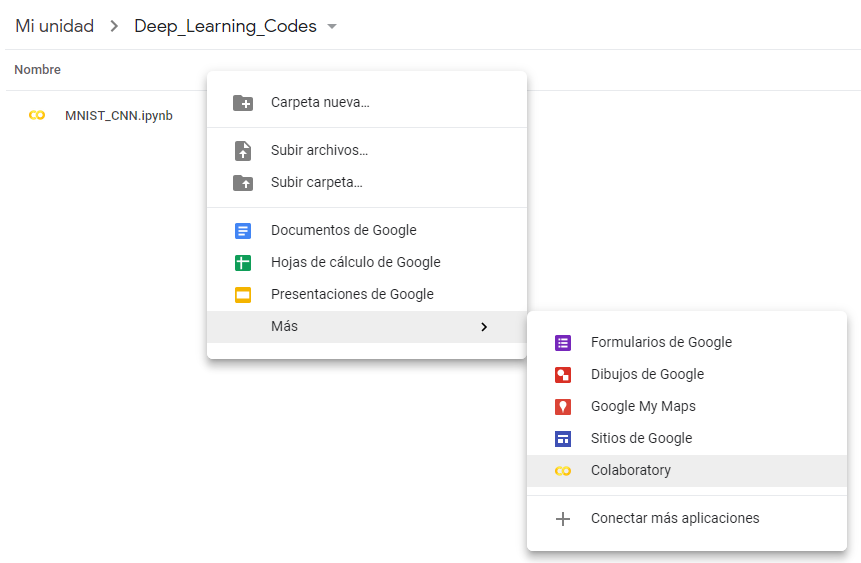 Mi unidad > Deep_Learning_Codes
Nombre
MNIST_CNN.ipynb
Carpeta nueva...
Subir archivos...
Subir carpeta...
Documentos de Google
Hojas de cálculo de Google
Presentaciones de Google
Más
Formularios de Google
Dibujos de Google
Google My Maps
Sitios de Google
Colaboratory
Conectar más aplicaciones